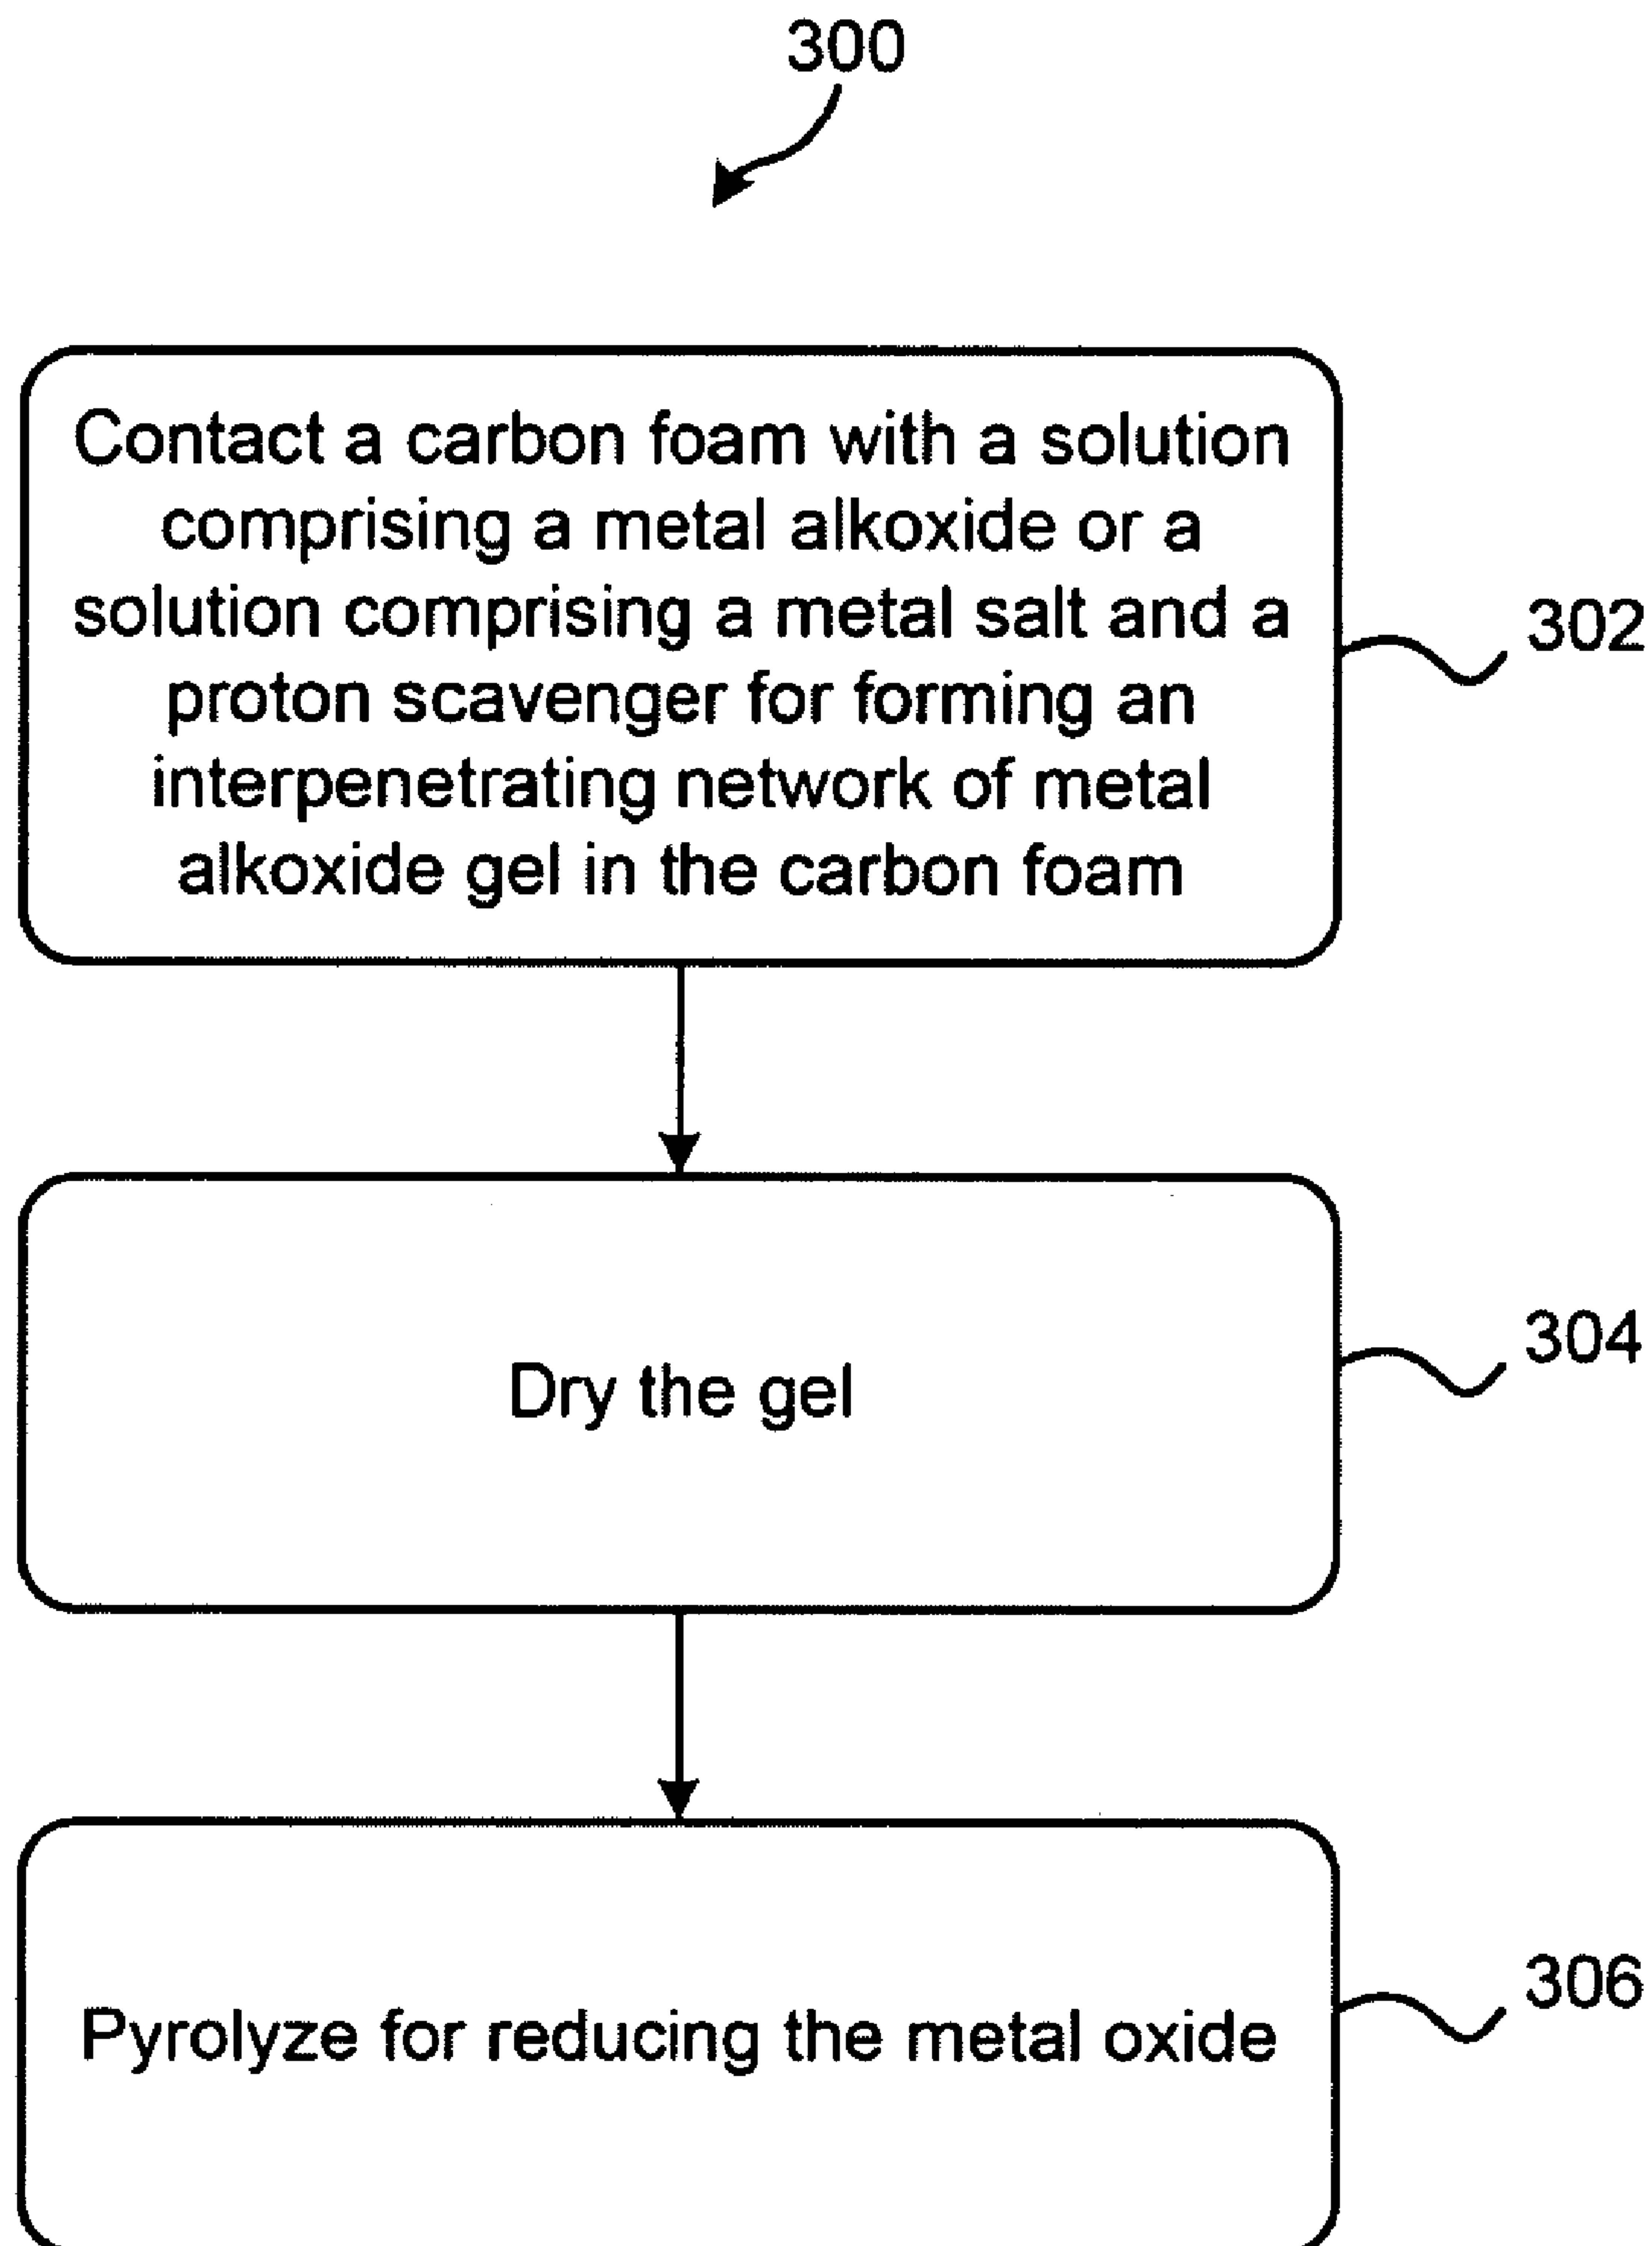 300
Contact a carbon foam with a solution
comprising a metal alkoxide or a
solution comprising a metal salt and a
proton scavenger for forming an
interpenetrating network of metal
alkoxide gel in the carbon foam
302
Dry the gel
304
Pyrolyze for reducing the metal oxide
306